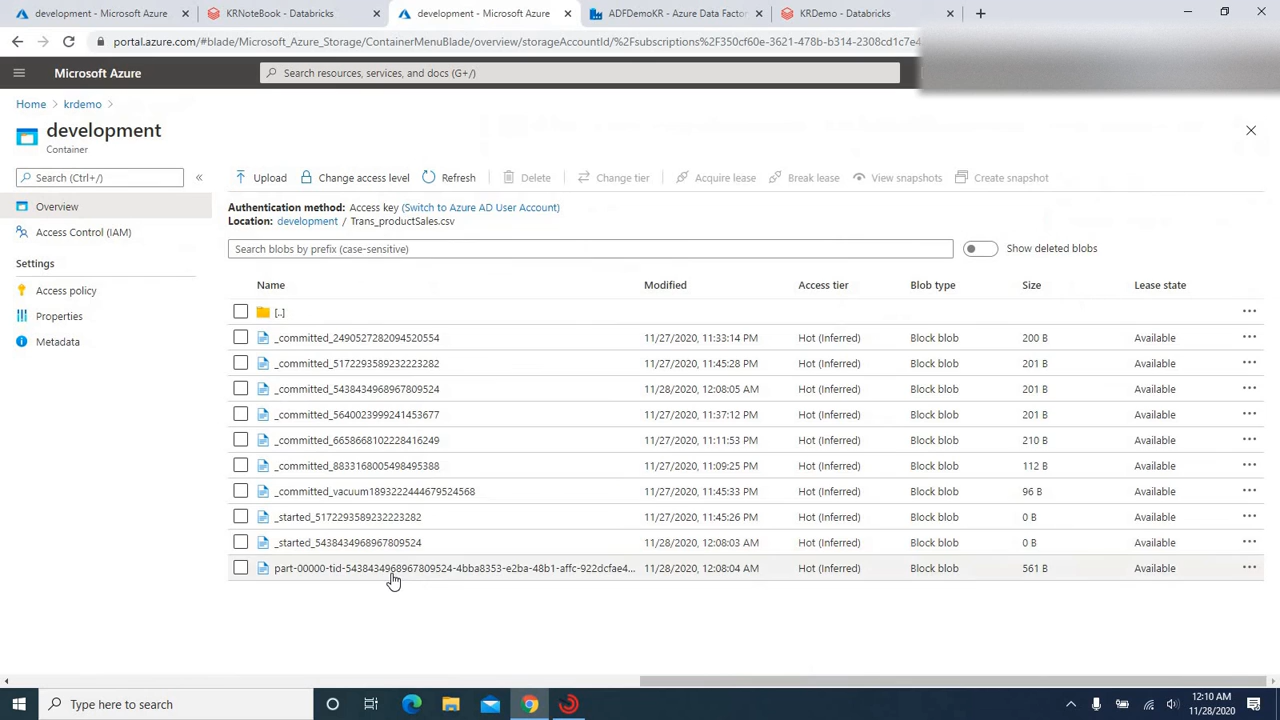 development - Microsoft Azure
KRNoteBook - Databricks
development - Microsoft Azure
ADFDemoKR - Azure Data Factor
KRDemo - Databricks
portal.azure.com/#blade/Microsoft_Azure_Storage/ContainerMenuBlade/overview/storageAccountId/%2Fsubscriptions%2F350cf60e-3621-478b-b314-2308cd1c7e4
Microsoft Azure
Search resources, services, and docs (G+/)
Home > krdemo >
development
Container
Search (Ctrl+/)
«
Overview
Access Control (IAM)
Settings
Access policy
Properties
Metadata
Upload Change access level Refresh Delete Change tier Acquire lease Break lease View snapshots Create snapshot
Authentication method: Access key (Switch to Azure AD User Account)
Location: development / Trans_productSales.csv
Search blobs by prefix (case-sensitive)
Show deleted blobs
Name Modified Access tier Blob type Size Lease state
[..]
_committed_2490527282094520554 11/27/2020, 11:33:14 PM Hot (Inferred) Block blob 200 B Available
_committed_5172293589232223282 11/27/2020, 11:45:28 PM Hot (Inferred) Block blob 201 B Available
_committed_5438434968967809524 11/28/2020, 12:08:05 AM Hot (Inferred) Block blob 201 B Available
_committed_5640023999241453677 11/27/2020, 11:37:12 PM Hot (Inferred) Block blob 201 B Available
_committed_6658668102228416249 11/27/2020, 11:11:53 PM Hot (Inferred) Block blob 210 B Available
_committed_8833168005498495388 11/27/2020, 11:09:25 PM Hot (Inferred) Block blob 112 B Available
_committed_vacuum1893222444679524568 11/27/2020, 11:45:33 PM Hot (Inferred) Block blob 96 B Available
_started_5172293589232223282 11/27/2020, 11:45:26 PM Hot (Inferred) Block blob 0 B Available
_started_5438434968967809524 11/28/2020, 12:08:03 AM Hot (Inferred) Block blob 0 B Available
part-00000-tid-5438434968967809524-4bba8353-e2ba-48b1-affc-922dcfae4... 11/28/2020, 12:08:04 AM Hot (Inferred) Block blob 561 B Available
Type here to search
12:10 AM
11/28/2020